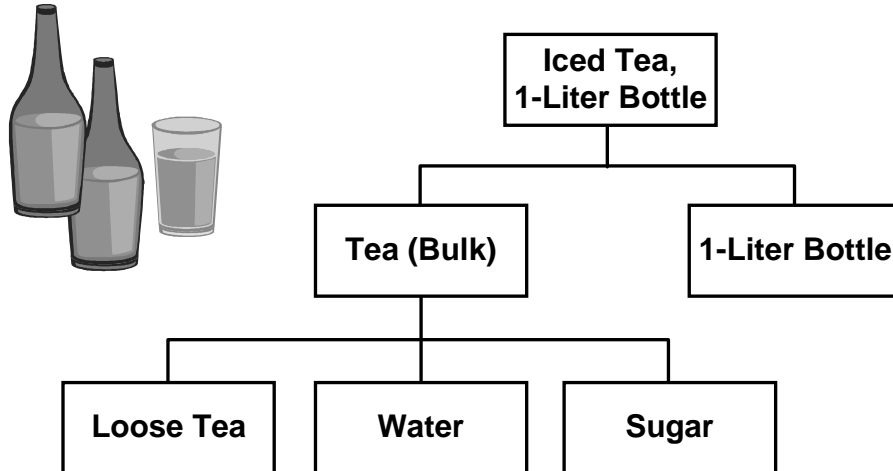 Iced Tea,
1-Liter Bottle
Tea (Bulk)
1-Liter Bottle
Loose Tea
Water
Sugar